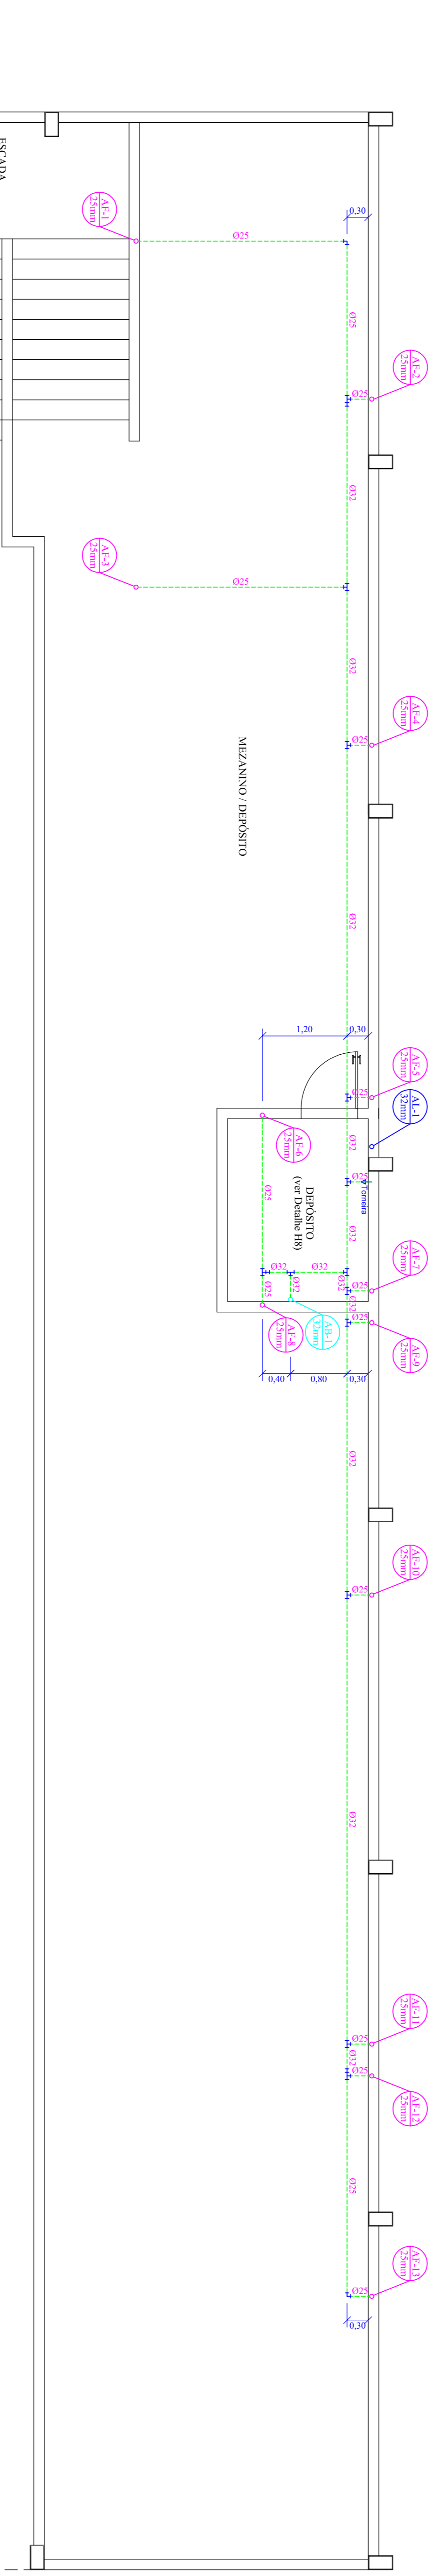 ESCADA
AF-1
25mm
Ø25
0,30
Ø25
AF-2
25mm
Ø25
Ø32
AF-3
25mm
Ø25
Ø32
AF-4
25mm
Ø25
MEZANINO / DEPÓSITO
Ø32
1,20
0,30
AF-5
25mm
Ø25
AL-1
32mm
Ø32
AF-6
25mm
Ø25
Torneira
DEPÓSITO
(ver Detalhe H8)
Ø25
Ø32
AF-7
25mm
Ø25
Ø32
Ø32
Ø32
Ø32
Ø25
Ø32
AF-8
25mm
AB-1
32mm
Ø25
AF-9
25mm
0,40
0,80
0,30
Ø32
AF-10
25mm
Ø25
Ø32
AF-11
25mm
Ø25
Ø32
Ø25
AF-12
25mm
Ø25
AF-13
25mm
Ø25
0,30